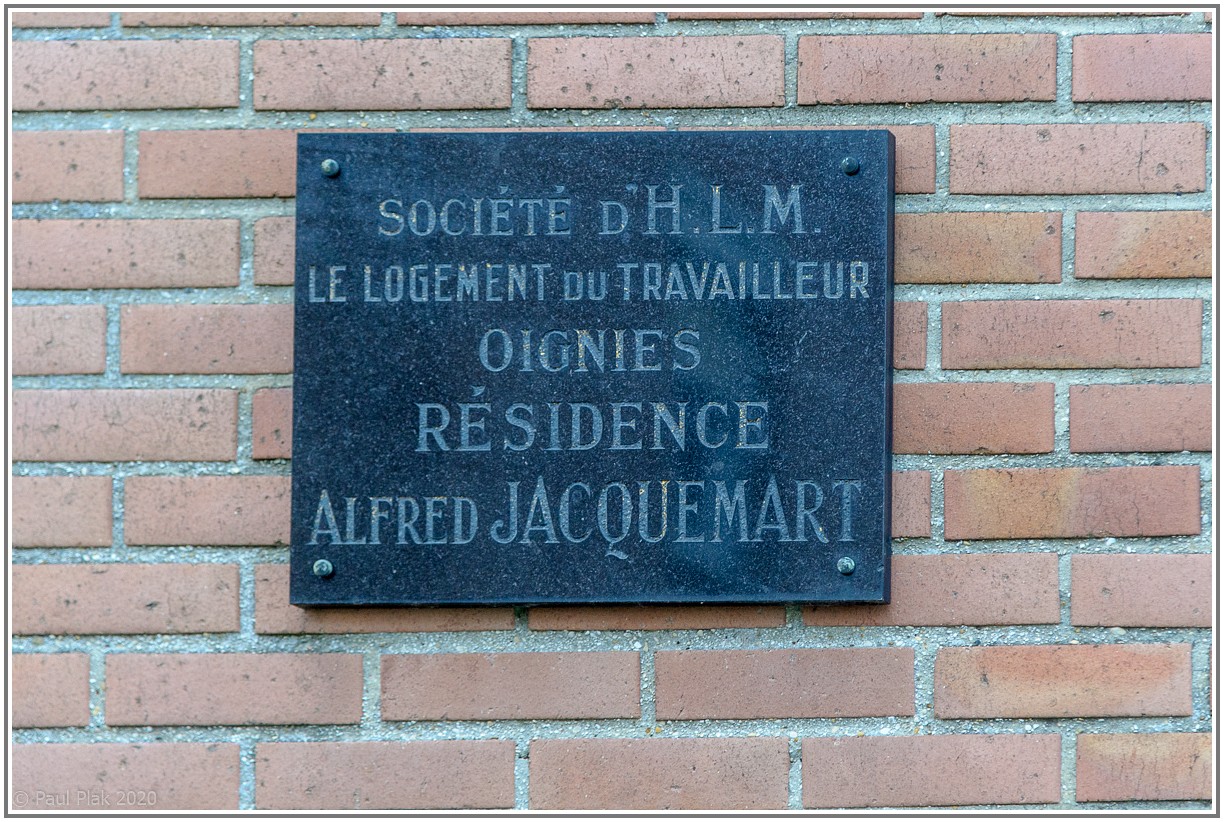 SOCIÉTÉ D'H.L.M.
LE LOGEMENT DU TRAVAILLEUR
OIGNIES
RÉSIDENCE
ALFRED JACQUEMART
© Paul Plak 2020